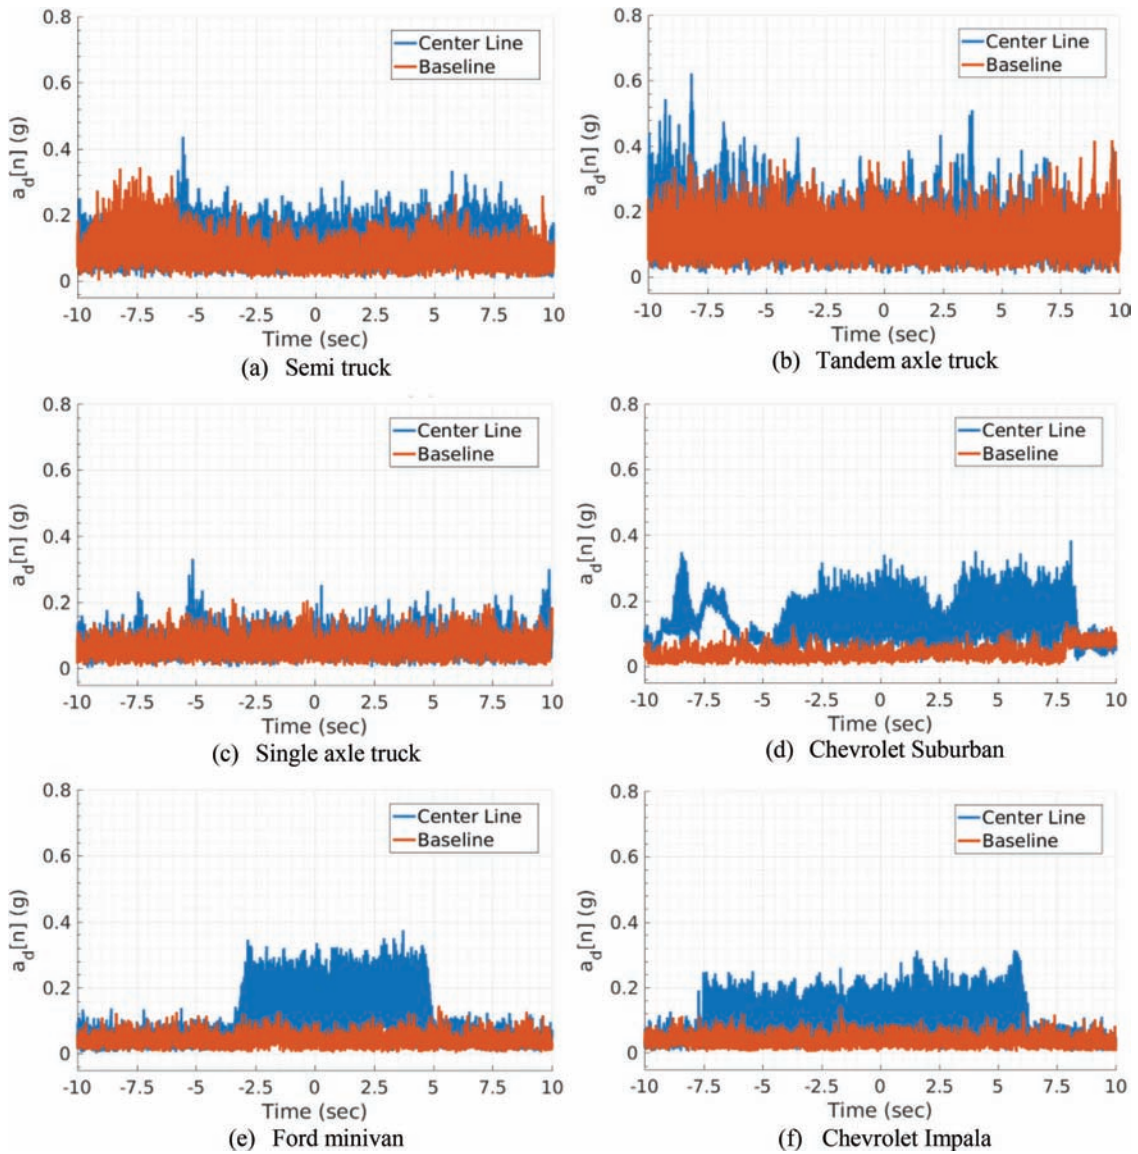 0.8
0.6
0.4
0.2
0
a_d[n] (g)
Center Line
Baseline
-10 -7.5 -5 -2.5 0 2.5 5 7.5 10
Time (sec)
(a) Semi truck
0.8
0.6
0.4
0.2
0
a_d[n] (g)
Center Line
Baseline
-10 -7.5 -5 -2.5 0 2.5 5 7.5 10
Time (sec)
(b) Tandem axle truck
0.8
0.6
0.4
0.2
0
a_d[n] (g)
Center Line
Baseline
-10 -7.5 -5 -2.5 0 2.5 5 7.5 10
Time (sec)
(c) Single axle truck
0.8
0.6
0.4
0.2
0
a_d[n] (g)
Center Line
Baseline
-10 -7.5 -5 -2.5 0 2.5 5 7.5 10
Time (sec)
(d) Chevrolet Suburban
0.8
0.6
0.4
0.2
0
a_d[n] (g)
Center Line
Baseline
-10 -7.5 -5 -2.5 0 2.5 5 7.5 10
Time (sec)
(e) Ford minivan
0.8
0.6
0.4
0.2
0
a_d[n] (g)
Center Line
Baseline
-10 -7.5 -5 -2.5 0 2.5 5 7.5 10
Time (sec)
(f) Chevrolet Impala